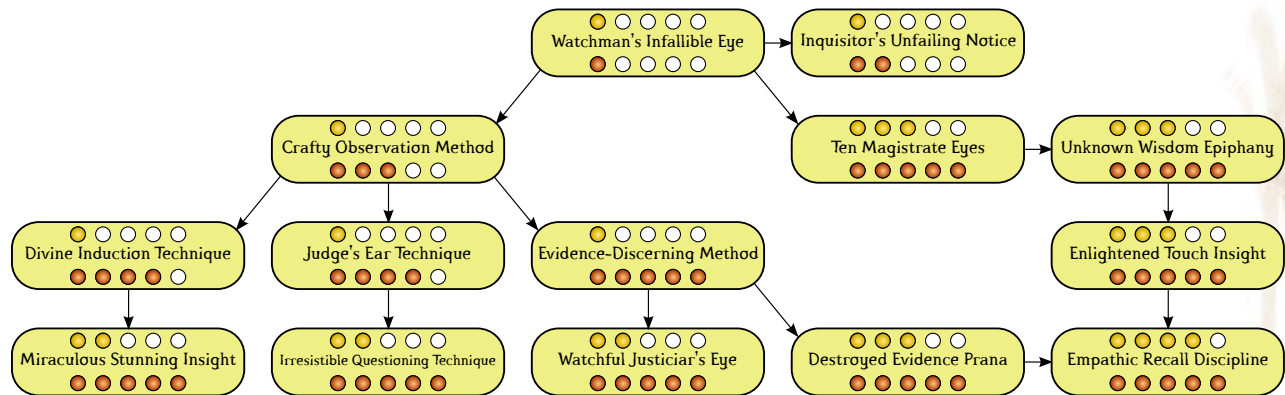 Watchman's Infallible Eye
Inquisitor's Unfailing Notice
Crafty Observation Method
Ten Magistrate Eyes
Unknown Wisdom Epiphany
Divine Induction Technique
Judge's Ear Technique
Evidence-Discerning Method
Enlightened Touch Insight
Miraculous Stunning Insight
Irresistible Questioning Technique
Watchful Justiciar's Eye
Destroyed Evidence Prana
Empathic Recall Discipline